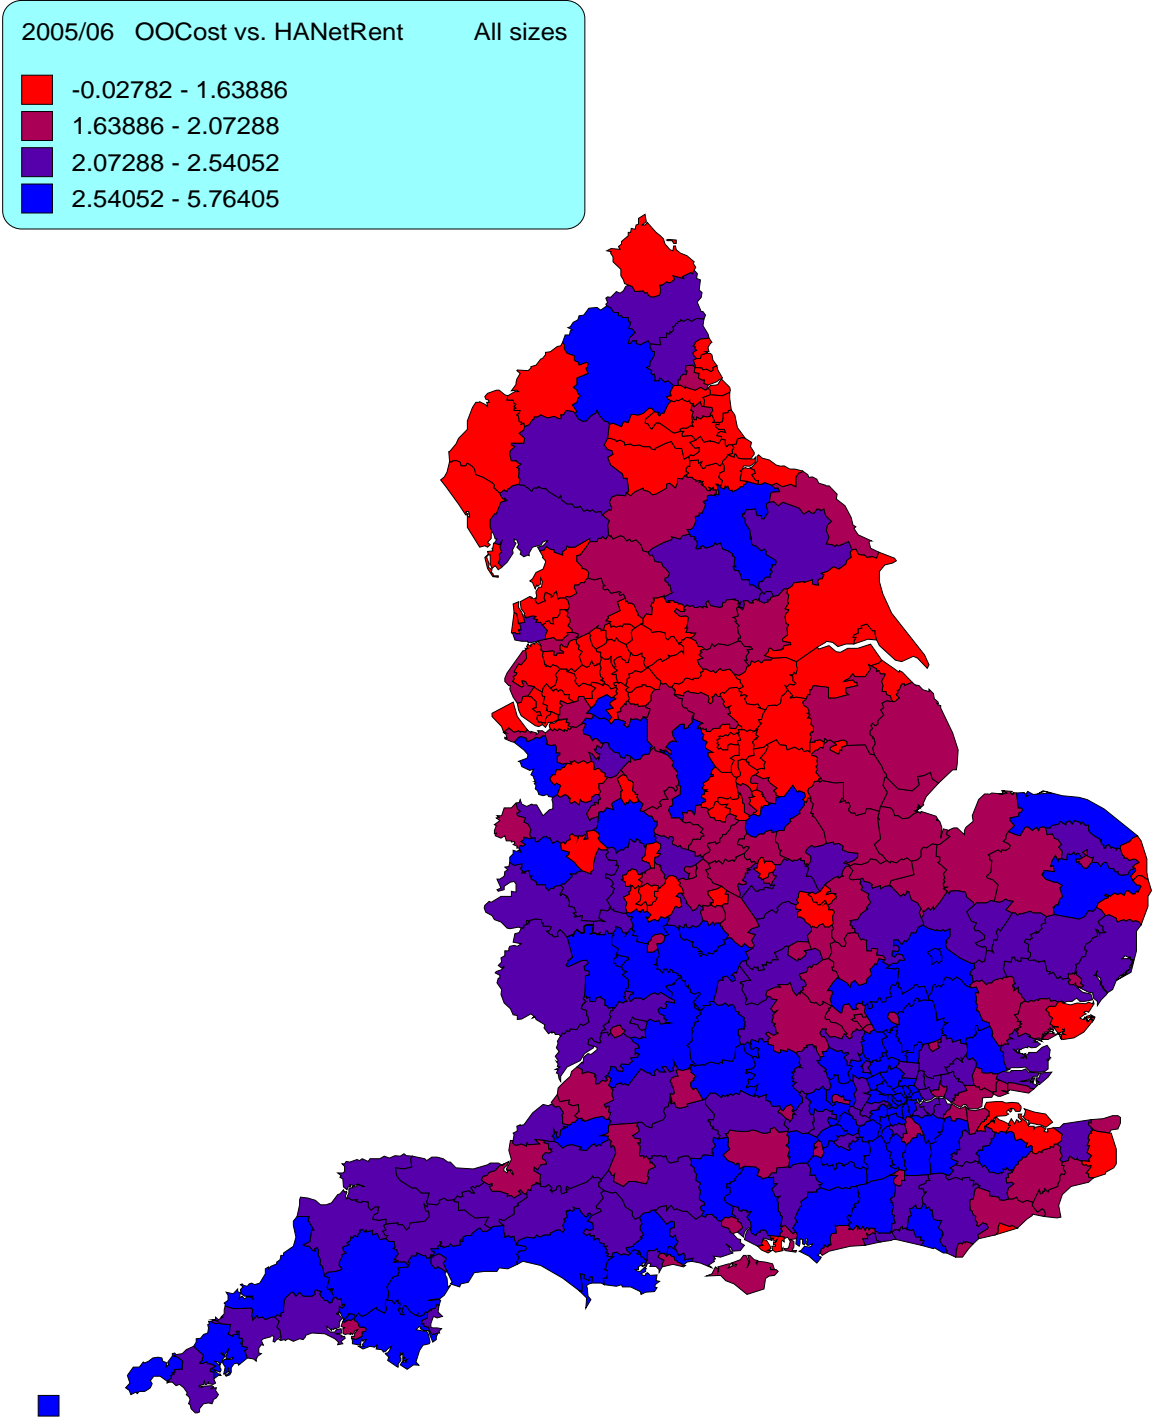 2005/06 OOCost vs. HANetRent All sizes
-0.02782 - 1.63886
1.63886 - 2.07288
2.07288 - 2.54052
2.54052 - 5.76405